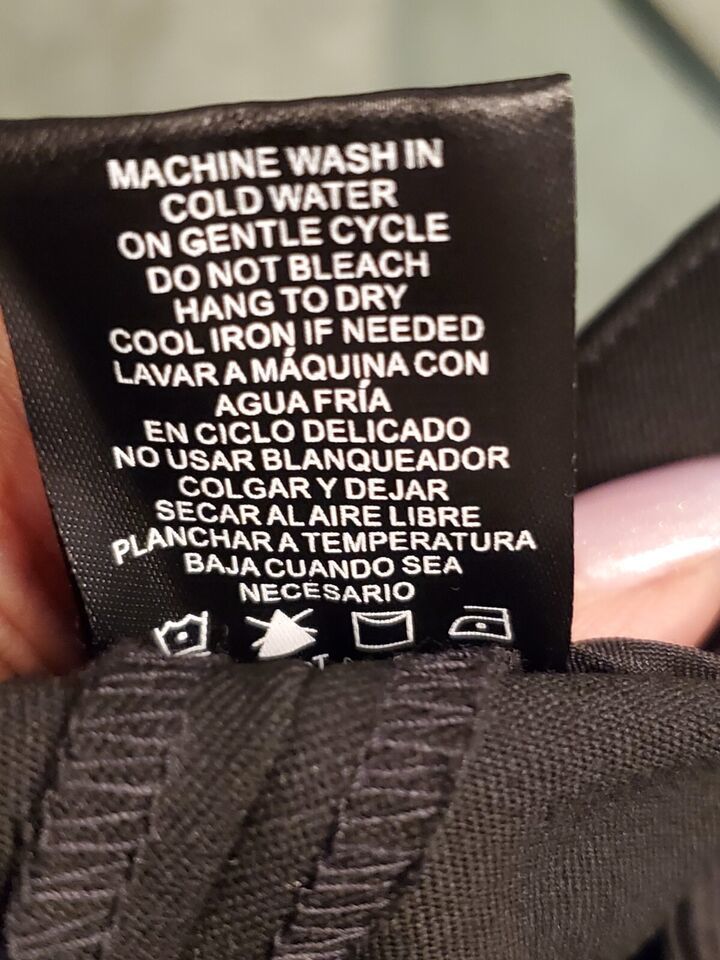 MACHINE WASH IN
COLD WATER
ON GENTLE CYCLE
DO NOT BLEACH
HANG TO DRY
COOL IRON IF NEEDED
LAVAR A MÁQUINA CON
AGUA FRÍA
EN CICLO DELICADO
NO USAR BLANQUEADOR
COLGAR Y DEJAR
SECAR AL AIRE LIBRE
PLANCHAR A TEMPERATURA
BAJA CUANDO SEA
NECESARIO